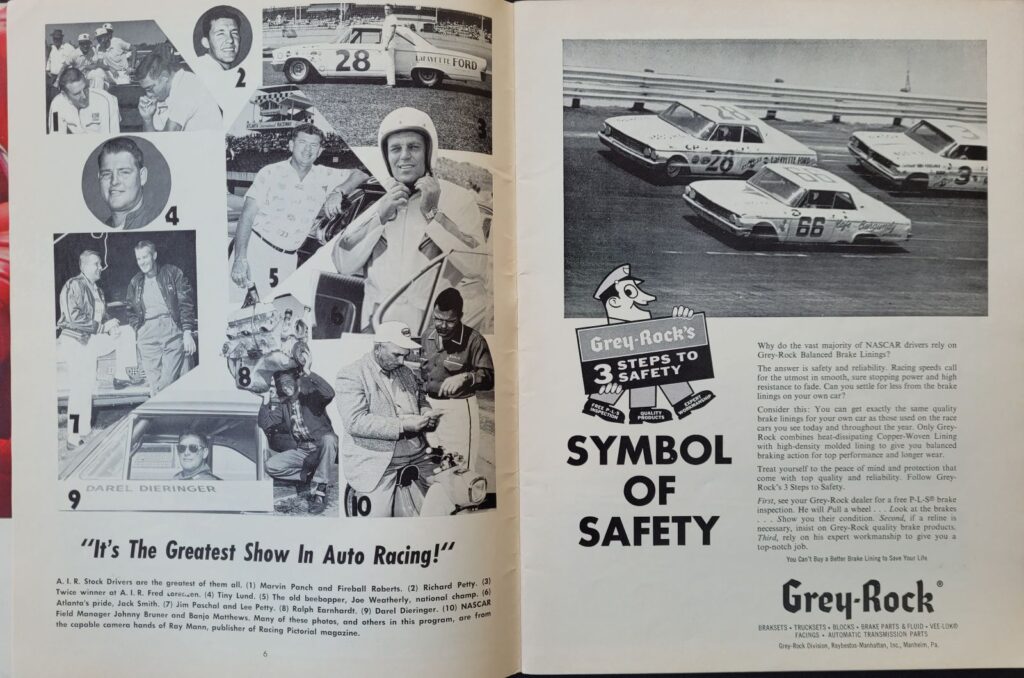 1
2
28
LAFAYETTE FORD
3
4
5
7
8
DAREL DIERINGER
9
10
"It's The Greatest Show In Auto Racing!"
A. I. R. Stock Drivers are the greatest of them all. (1) Marvin Panch and Fireball Roberts. (2) Richard Petty. (3)
Twice winner at A. I. R. Fred Lorenzen. (4) Tiny Lund. (5) The old beebopper, Joe Weatherly, national champ. (6)
Atlanta's pride, Jack Smith. (7) Jim Paschal and Lee Petty. (8) Ralph Earnhardt. (9) Darel Dieringer. (10) NASCAR
Field Manager Johnny Bruner and Banjo Matthews. Many of these photos, and others in this program, are from
the capable camera hands of Ray Mann, publisher of Racing Pictorial magazine.
6
28
LAFAYETTE FORD
3
66
Grey-Rock's
3 STEPS TO
SAFETY
FREE P-L-S
INSPECTION
QUALITY
PRODUCTS
EXPERT
WORKMANSHIP
SYMBOL
OF
SAFETY
Why do the vast majority of NASCAR drivers rely on
Grey-Rock Balanced Brake Linings?
The answer is safety and reliability. Racing speeds call
for the utmost in smooth, sure stopping power and high
resistance to fade. Can you settle for less from the brake
linings on your own car?
Consider this: You can get exactly the same quality
brake linings for your own car as those used on the race
cars you see today and throughout the year. Only Grey-
Rock combines heat-dissipating Copper-Woven Lining
with high-density molded lining to give you balanced
braking action for top performance and longer wear.
Treat yourself to the peace of mind and protection that
come with top quality and reliability. Follow Grey-
Rock's 3 Steps to Safety.
First, see your Grey-Rock dealer for a free P-L-S® brake
inspection. He will Pull a wheel . . . Look at the brakes
. . . Show you their condition. Second, if a reline is
necessary, insist on Grey-Rock quality brake products.
Third, rely on his expert workmanship to give you a
top-notch job.
You Can't Buy a Better Brake Lining to Save Your Life
Grey-Rock®
BRAKSETS • TRUCKSETS • BLOCKS • BRAKE PARTS & FLUID • VEE-LOK®
FACINGS • AUTOMATIC TRANSMISSION PARTS
Grey-Rock Division, Raybestos-Manhattan, Inc., Manheim, Pa.